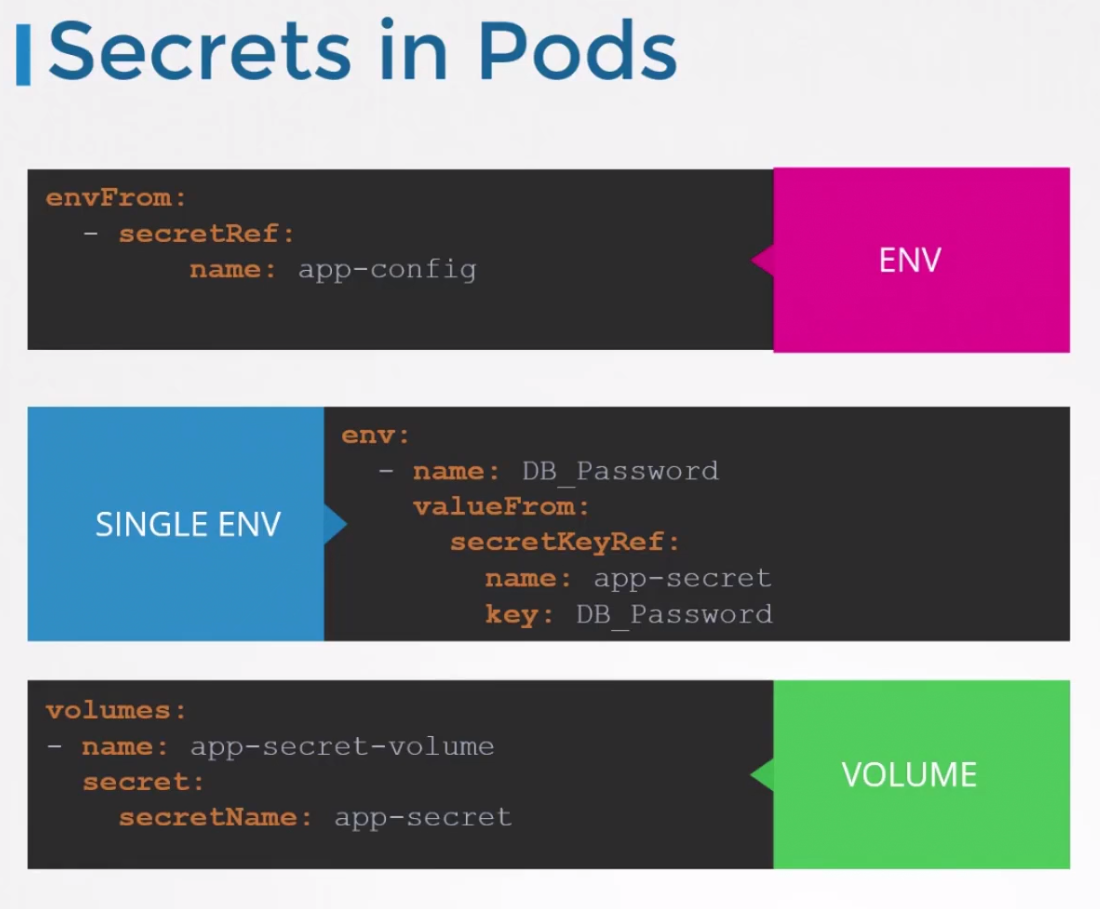 Secrets in Pods
envFrom:
  - secretRef:
        name: app-config
ENV
SINGLE ENV
env:
  - name: DB_Password
    valueFrom:
      secretKeyRef:
        name: app-secret
        key: DB_Password
volumes:
- name: app-secret-volume
  secret:
    secretName: app-secret
VOLUME